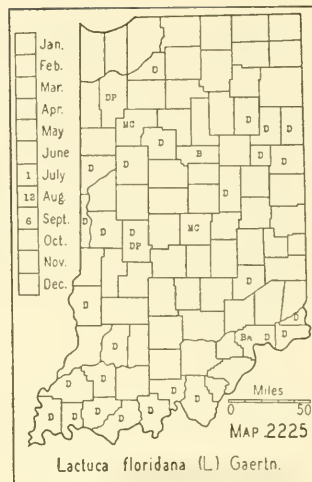 Jan.
Feb.
Mar.
Apr.
May
June
1 July
12 Aug.
6 Sept.
Oct.
Nov.
Dec.
D
DP
MC
D
D
D
D
D
B
D
D
D
D
D
D
D
MC
DP
D
D
D
Ba
D
D
D
D
D
D
D
D
D
D
D
D
Miles
0
50
MAP 2225
Lactuca floridana (L.) Gaertn.